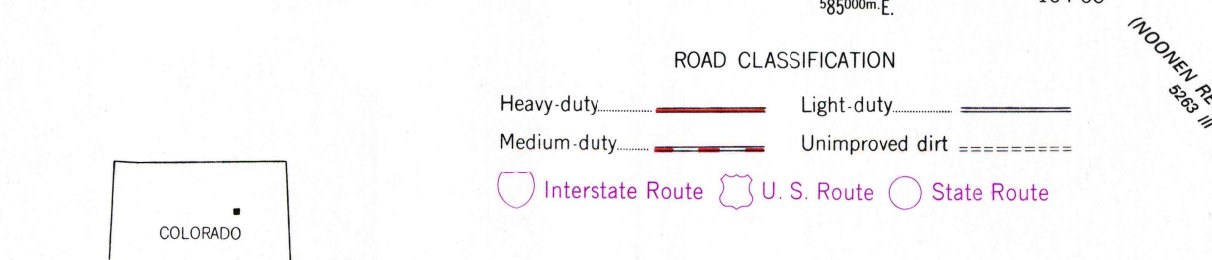 585000m.E.
(NOONEN RE
5263 III
ROAD CLASSIFICATION
Heavy-duty
Light-duty
Medium-duty
Unimproved dirt
Interstate Route
U. S. Route
State Route
COLORADO